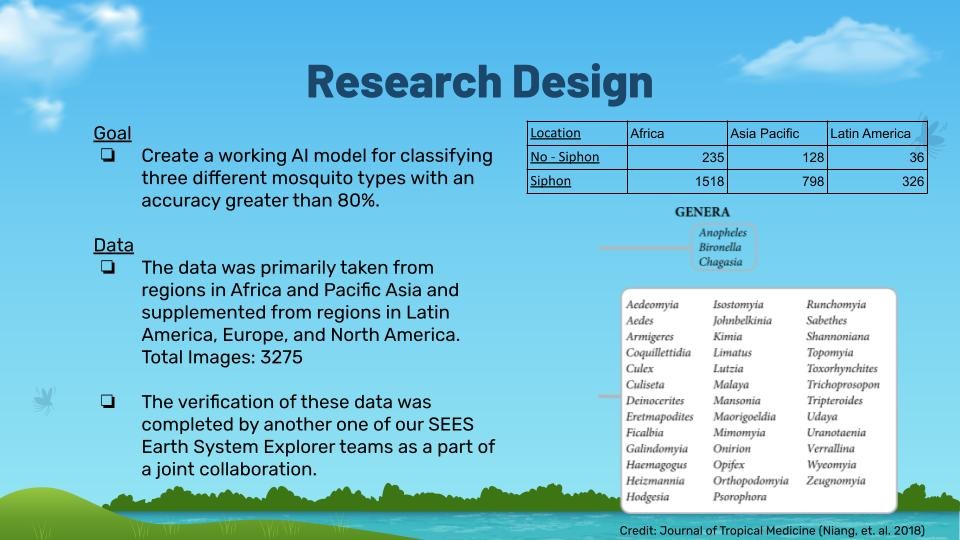 Research Design
Goal
❏ Create a working AI model for classifying
three different mosquito types with an
accuracy greater than 80%.
Data
❏ The data was primarily taken from
regions in Africa and Pacific Asia and
supplemented from regions in Latin
America, Europe, and North America.
Total Images: 3275
❏ The verification of these data was
completed by another one of our SEES
Earth System Explorer teams as a part of
a joint collaboration.
Location Africa Asia Pacific Latin America
No - Siphon 235 128 36
Siphon 1518 798 326
GENERA
Anopheles
Bironella
Chagasia
Aedeomyia Isostomyia Runchomyia
Aedes Johnbelkinia Sabethes
Armigeres Kimia Shannoniana
Coquillettidia Limatus Topomyia
Culex Lutzia Toxorhynchites
Culiseta Malaya Trichoprosopon
Deinocerites Mansonia Tripteroides
Eretmapodites Maorigoeldia Udaya
Ficalbia Mimomyia Uranotaenia
Galindomyia Onirion Verrallina
Haemagogus Opifex Wyeomyia
Heizmannia Orthopodomyia Zeugnomyia
Hodgesia Psorophora
Credit: Journal of Tropical Medicine (Niang, et. al. 2018)